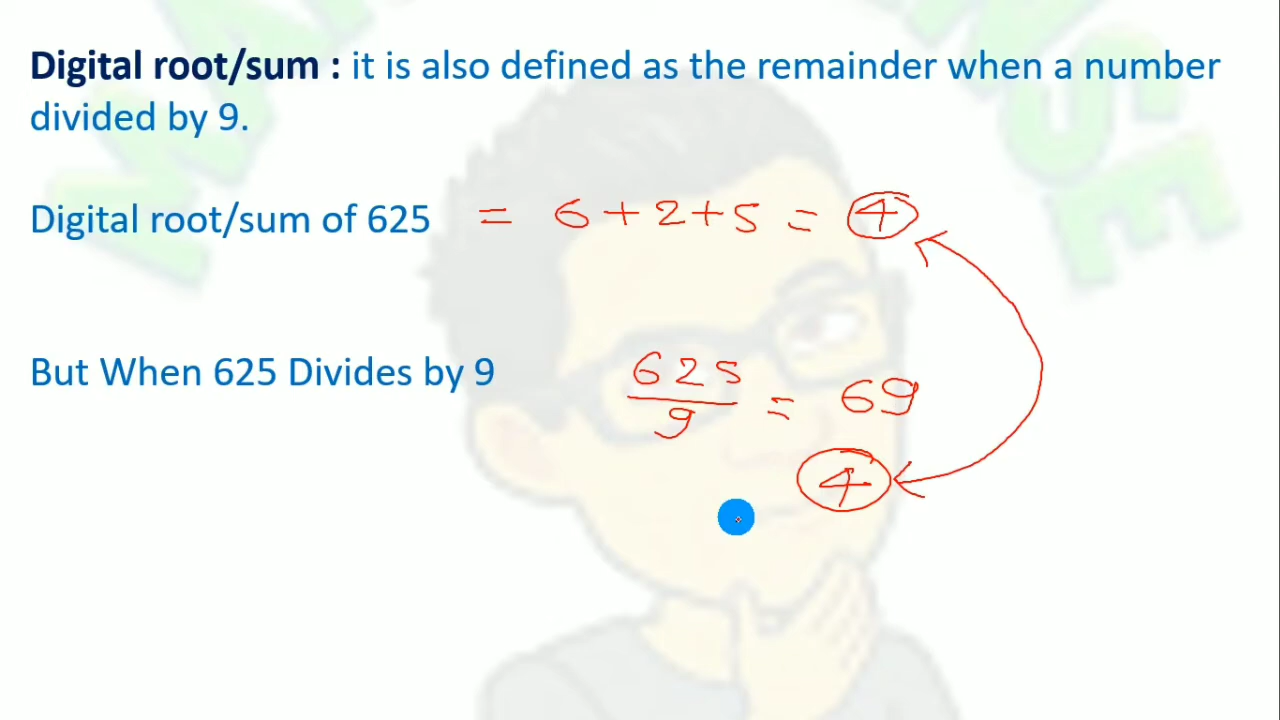 Digital root/sum : it is also defined as the remainder when a number
divided by 9.
Digital root/sum of 625 = 6 + 2 + 5 = 4
But When 625 Divides by 9
625
9
= 69
4